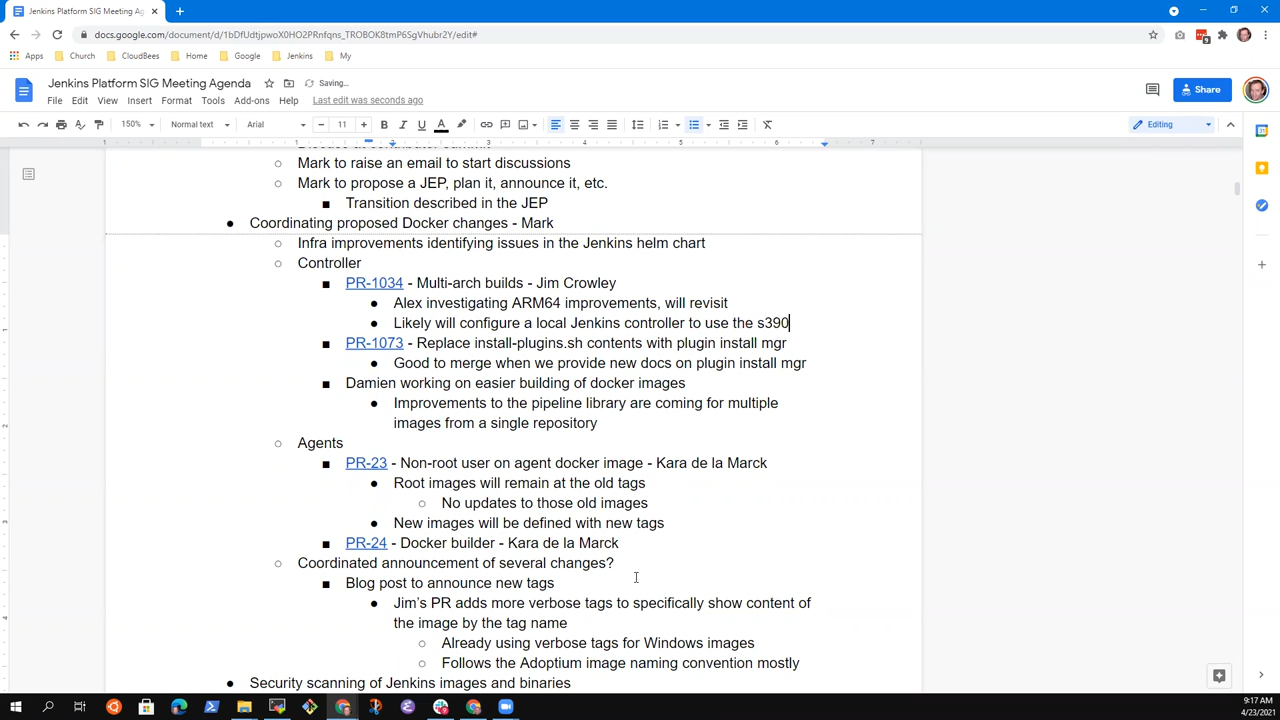 Jenkins Platform SIG Meeting Ag
docs.google.com/document/d/1bDfUdtjpwoX0HO2PRnfqns_TROBOK8tmP6SgVhubr2Y/edit#
Apps Church CloudBees Home Google Jenkins My
Jenkins Platform SIG Meeting Agenda Saving...
File Edit View Insert Format Tools Add-ons Help Last edit was seconds ago
Share
150% Normal text Arial 11 Editing
1 1 2 3 4 5 6 7
Mark to raise an email to start discussions
Mark to propose a JEP, plan it, announce it, etc.
Transition described in the JEP
Coordinating proposed Docker changes - Mark
Infra improvements identifying issues in the Jenkins helm chart
Controller
PR-1034 - Multi-arch builds - Jim Crowley
Alex investigating ARM64 improvements, will revisit
Likely will configure a local Jenkins controller to use the s390
PR-1073 - Replace install-plugins.sh contents with plugin install mgr
Good to merge when we provide new docs on plugin install mgr
Damien working on easier building of docker images
Improvements to the pipeline library are coming for multiple
images from a single repository
Agents
PR-23 - Non-root user on agent docker image - Kara de la Marck
Root images will remain at the old tags
No updates to those old images
New images will be defined with new tags
PR-24 - Docker builder - Kara de la Marck
Coordinated announcement of several changes?
Blog post to announce new tags
Jim's PR adds more verbose tags to specifically show content of
the image by the tag name
Already using verbose tags for Windows images
Follows the Adoptium image naming convention mostly
Security scanning of Jenkins images and binaries
9:17 AM
4/23/2021